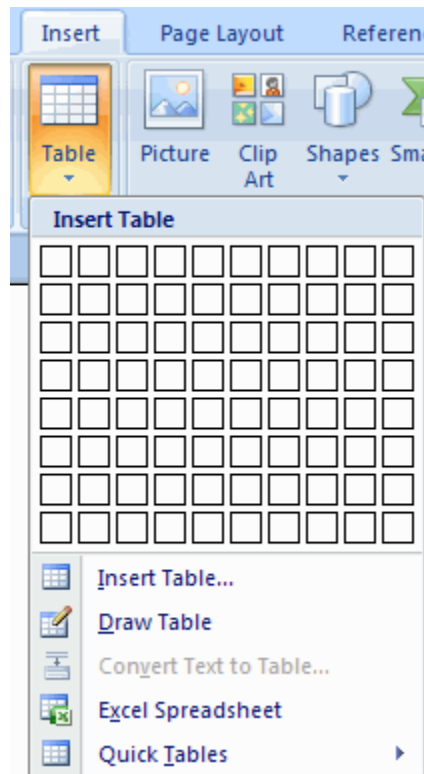 Insert Page Layout Referen
Table Picture Clip Art Shapes Sma
Insert Table
Insert Table...
Draw Table
Convert Text to Table...
Excel Spreadsheet
Quick Tables